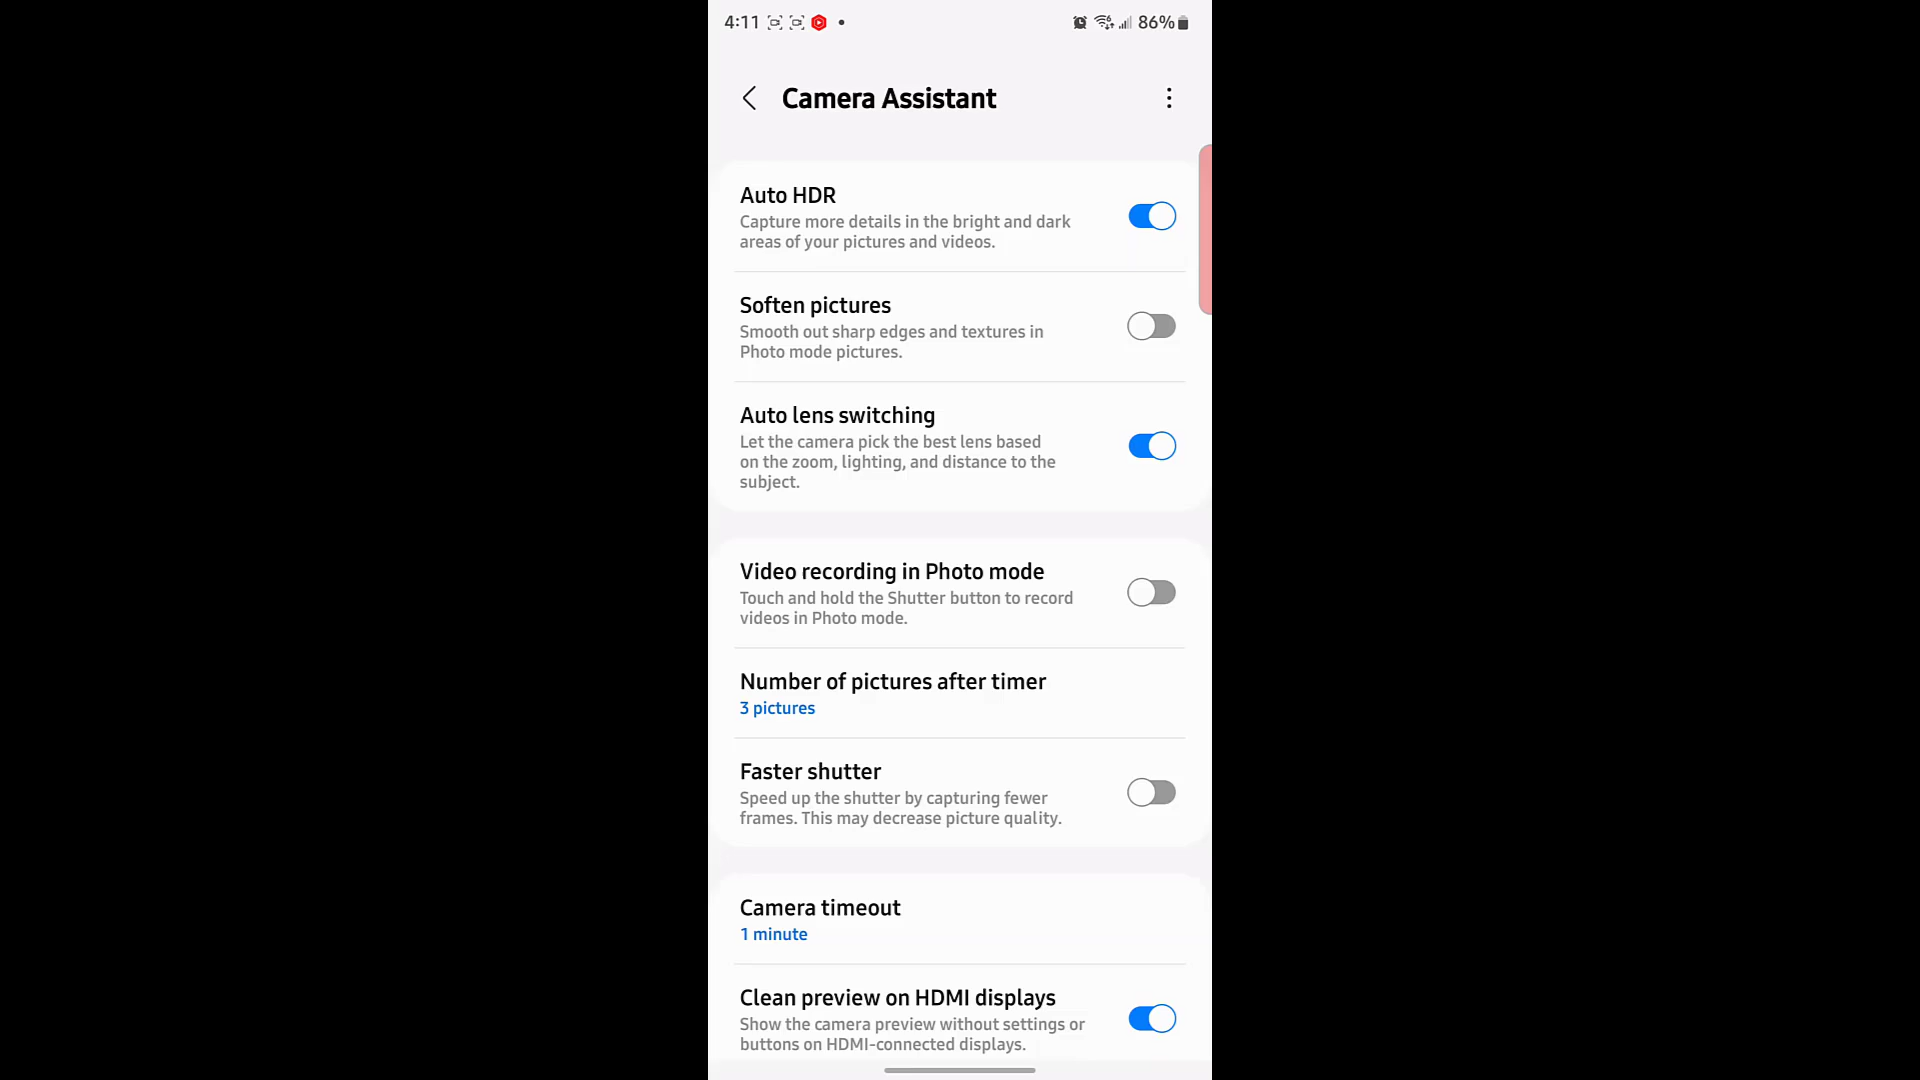 4:11 86%
Camera Assistant
Auto HDR
Capture more details in the bright and dark
areas of your pictures and videos.
Soften pictures
Smooth out sharp edges and textures in
Photo mode pictures.
Auto lens switching
Let the camera pick the best lens based
on the zoom, lighting, and distance to the
subject.
Video recording in Photo mode
Touch and hold the Shutter button to record
videos in Photo mode.
Number of pictures after timer
3 pictures
Faster shutter
Speed up the shutter by capturing fewer
frames. This may decrease picture quality.
Camera timeout
1 minute
Clean preview on HDMI displays
Show the camera preview without settings or
buttons on HDMI-connected displays.